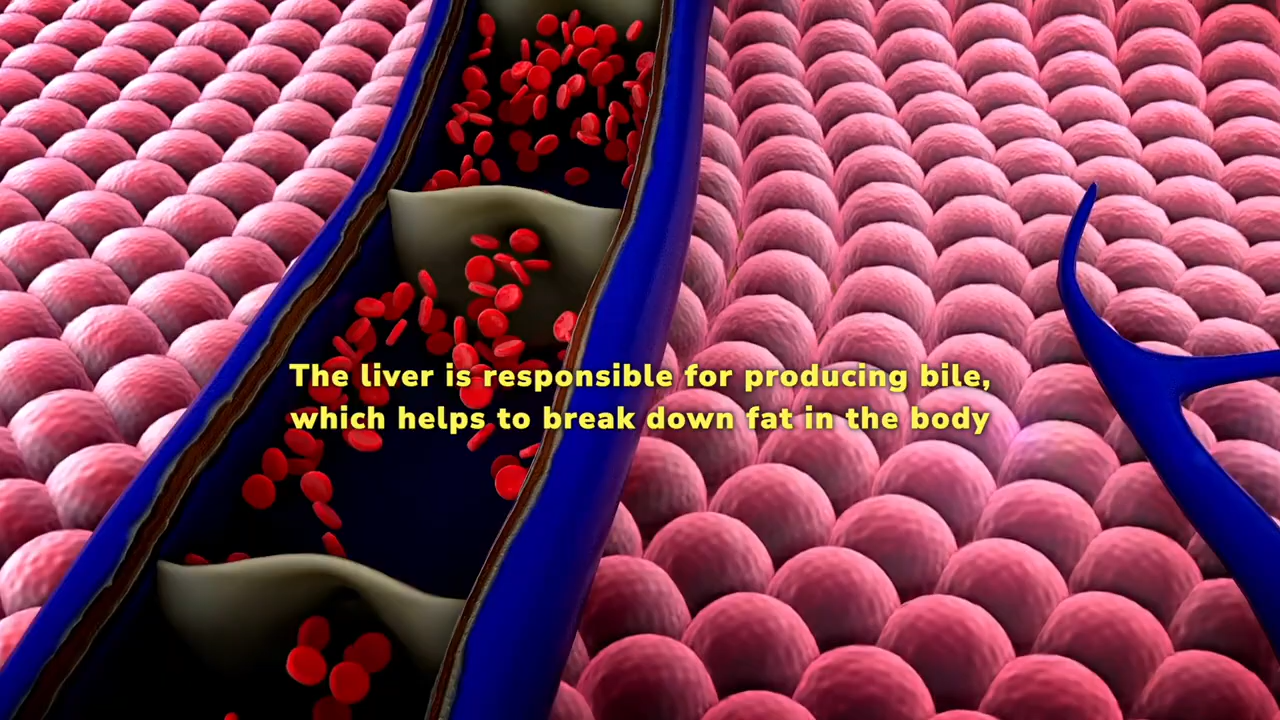 The liver is responsible for producing bile,
which helps to break down fat in the body